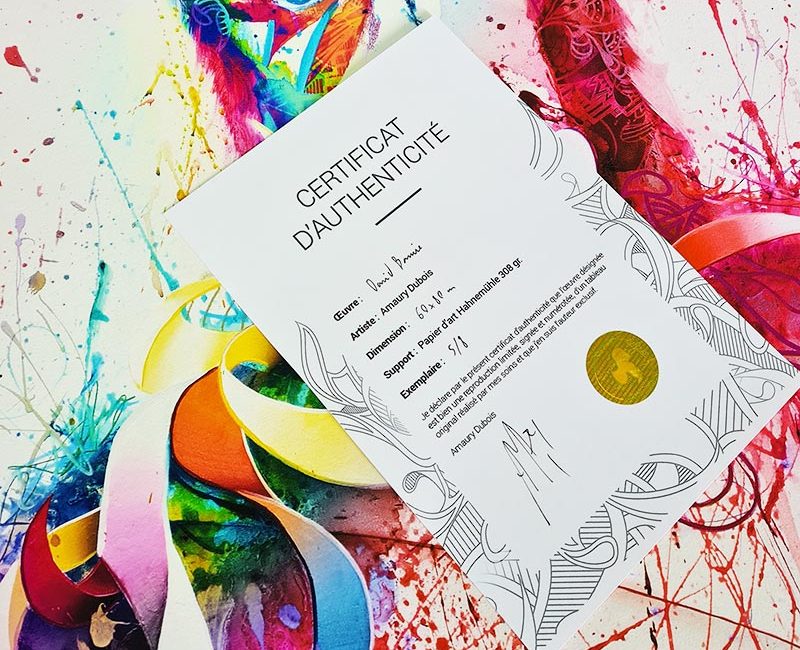 CERTIFICAT
D'AUTHENTICITÉ
Œuvre : David Bowie
Artiste : Amaury Dubois
Dimension : 60 x 80 cm
Support : Papier d'art Hahnemühle 308 gr.
Exemplaire : 5/8
Je déclare par le présent certificat d'authenticité que l'œuvre désignée
est bien une reproduction limitée, signée et numérotée, d'un tableau
original réalisé par mes soins et que j'en suis l'auteur exclusif.
Amaury Dubois